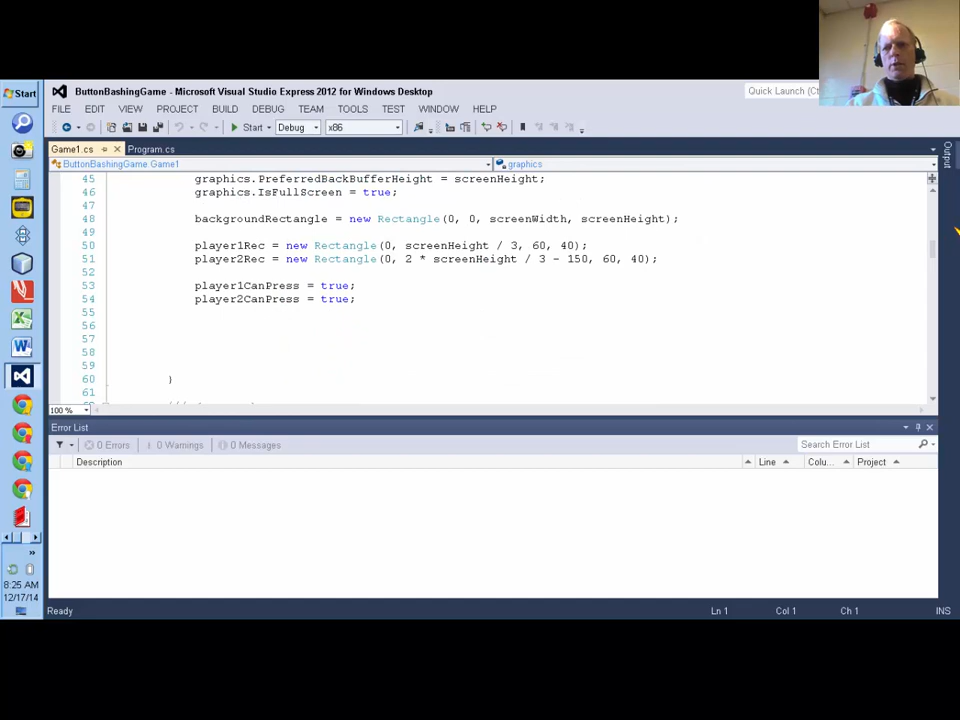 Start
ButtonBashingGame - Microsoft Visual Studio Express 2012 for Windows Desktop
Quick Launch (Ct
FILE EDIT VIEW PROJECT BUILD DEBUG TEAM TOOLS TEST WINDOW HELP
Start Debug x86
Game1.cs Program.cs
Output
ButtonBashingGame.Game1 graphics
45 graphics.PreferredBackBufferHeight = screenHeight;
46 graphics.IsFullScreen = true;
47
48 backgroundRectangle = new Rectangle(0, 0, screenWidth, screenHeight);
49
50 player1Rec = new Rectangle(0, screenHeight / 3, 60, 40);
51 player2Rec = new Rectangle(0, 2 * screenHeight / 3 - 150, 60, 40);
52
53 player1CanPress = true;
54 player2CanPress = true;
55
56
57
58
59
60 }
61
100 %
Error List
0 Errors 0 Warnings 0 Messages
Search Error List
Description Line Colu... Project
8:25 AM
12/17/14
Ready Ln 1 Col 1 Ch 1 INS